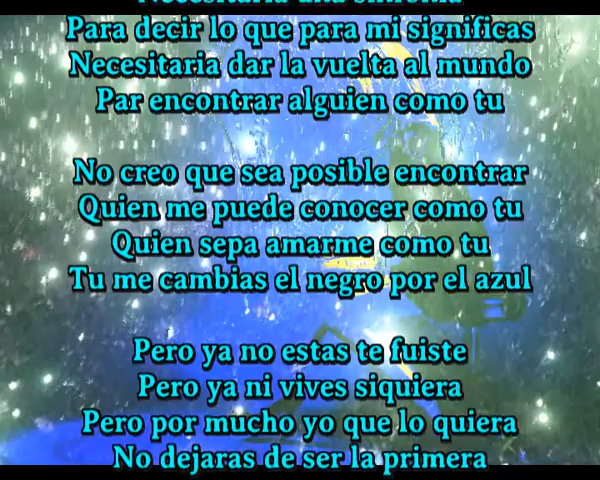 Necesitaria una sinfonia
Para decir lo que para mi significas
Necesitaria dar la vuelta al mundo
Par encontrar alguien como tu
No creo que sea posible encontrar
Quien me puede conocer como tu
Quien sepa amarme como tu
Tu me cambias el negro por el azul
Pero ya no estas te fuiste
Pero ya ni vives siquiera
Pero por mucho yo que lo quiera
No dejaras de ser la primera